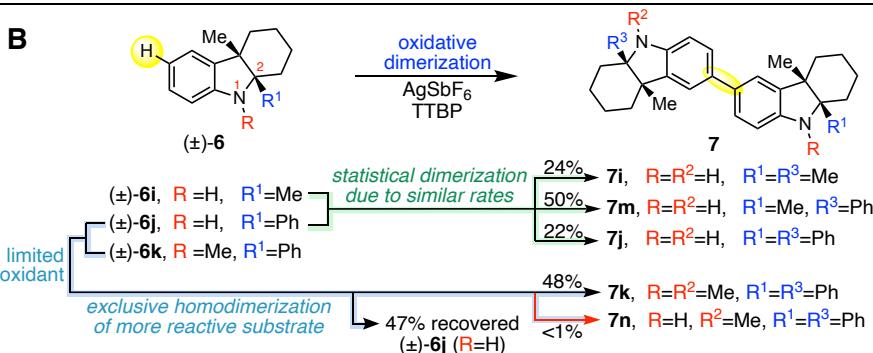 B
H
Me
2
1
N
R¹
R
(±)-6
oxidative
dimerization
AgSbF₆
TTBP
R²
R³
N
Me
Me
N
R¹
R
7
(±)-6i, R =H, R¹=Me
(±)-6j, R =H, R¹=Ph
(±)-6k, R =Me, R¹=Ph
statistical dimerization
due to similar rates
24% 7i, R=R²=H, R¹=R³=Me
50% 7m, R=R²=H, R¹=Me, R³=Ph
22% 7j, R=R²=H, R¹=R³=Ph
limited
oxidant
exclusive homodimerization
of more reactive substrate
47% recovered
(±)-6j (R=H)
48% 7k, R=R²=Me, R¹=R³=Ph
<1% 7n, R=H, R²=Me, R¹=R³=Ph